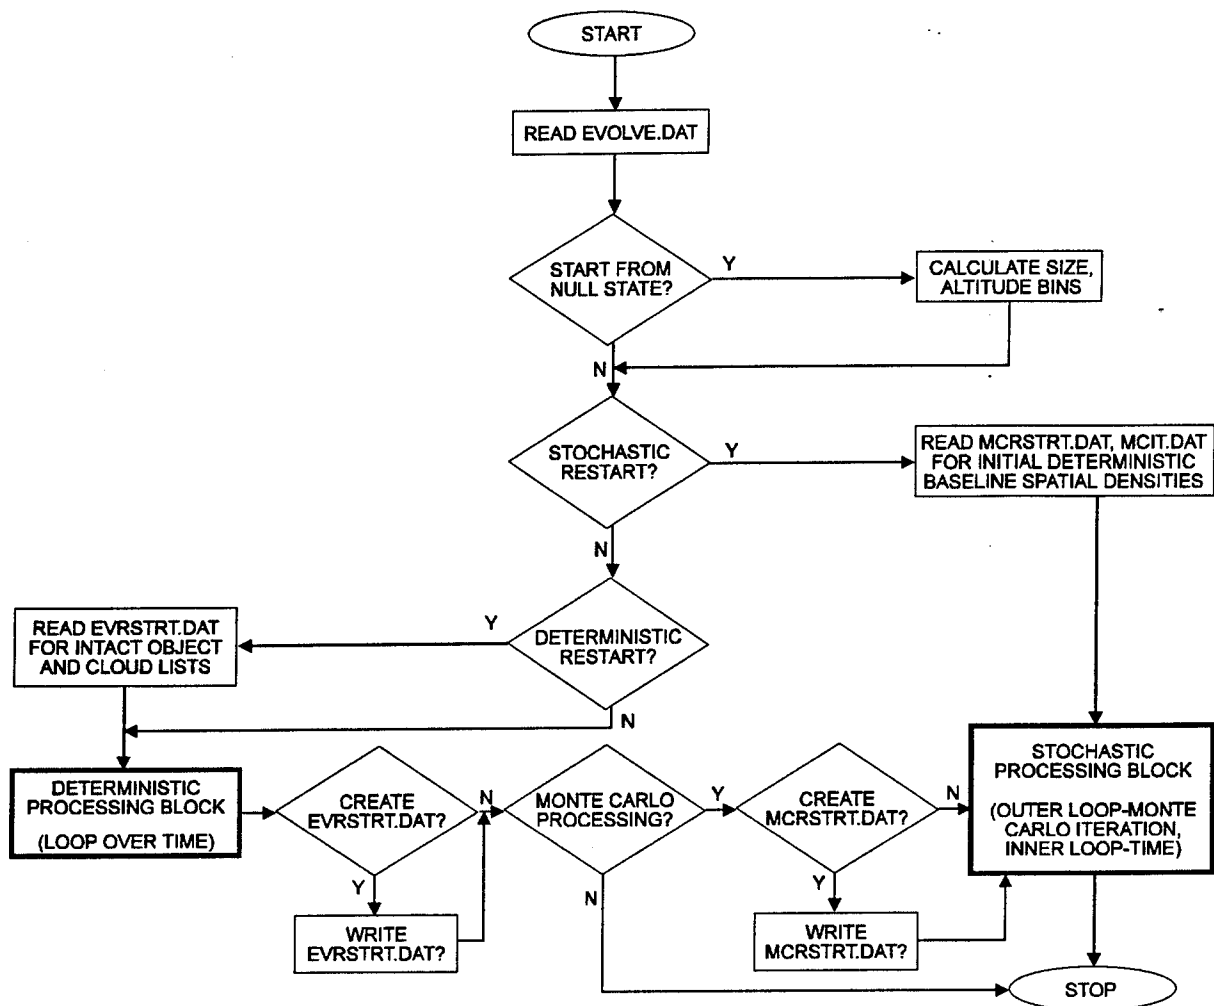 START
READ EVOLVE.DAT
START FROM
NULL STATE?
Y
CALCULATE SIZE,
ALTITUDE BINS
N
STOCHASTIC
RESTART?
Y
READ MCRSTRT.DAT, MCIT.DAT
FOR INITIAL DETERMINISTIC
BASELINE SPATIAL DENSITIES
N
DETERMINISTIC
RESTART?
Y
READ EVRSTRT.DAT
FOR INTACT OBJECT
AND CLOUD LISTS
N
DETERMINISTIC
PROCESSING BLOCK
(LOOP OVER TIME)
CREATE
EVRSTRT.DAT?
N
Y
WRITE
EVRSTRT.DAT?
MONTE CARLO
PROCESSING?
Y
N
CREATE
MCRSTRT.DAT?
N
Y
WRITE
MCRSTRT.DAT?
STOCHASTIC
PROCESSING BLOCK
(OUTER LOOP-MONTE
CARLO ITERATION,
INNER LOOP-TIME)
STOP